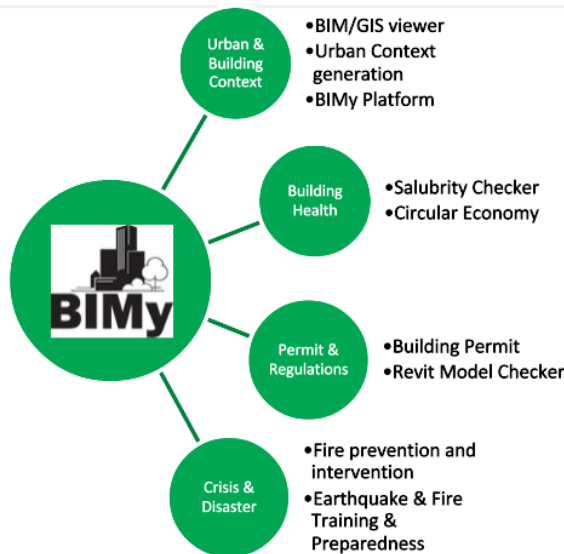 Urban &
Building
Context
•BIM/GIS viewer
•Urban Context
generation
•BIMy Platform
Building
Health
•Salubrity Checker
•Circular Economy
BIMy
Permit &
Regulations
•Building Permit
•Revit Model Checker
Crisis &
Disaster
•Fire prevention and
intervention
•Earthquake & Fire
Training &
Preparedness